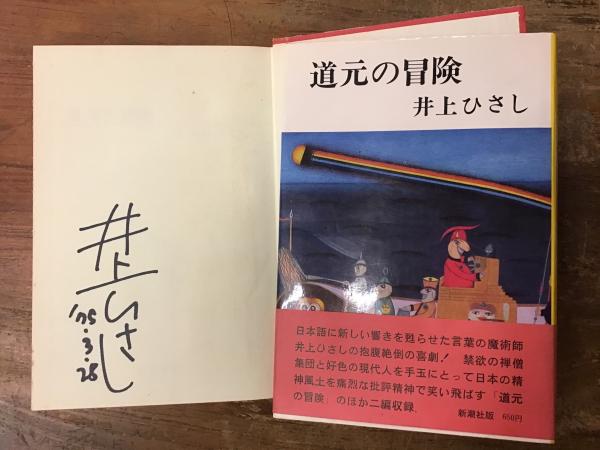 道元の冒険
井上ひさし
日本語に新しい響きを甦らせた言葉の魔術師
井上ひさしの抱腹絶倒の喜劇! 禁欲の禅僧
集団と好色の現代人を手玉にとって日本の精
神風土を痛烈な批評精神で笑い飛ばす「道元
の冒険」のほか二編収録。
新潮社版 650円
井上ひさし
'75.3.28